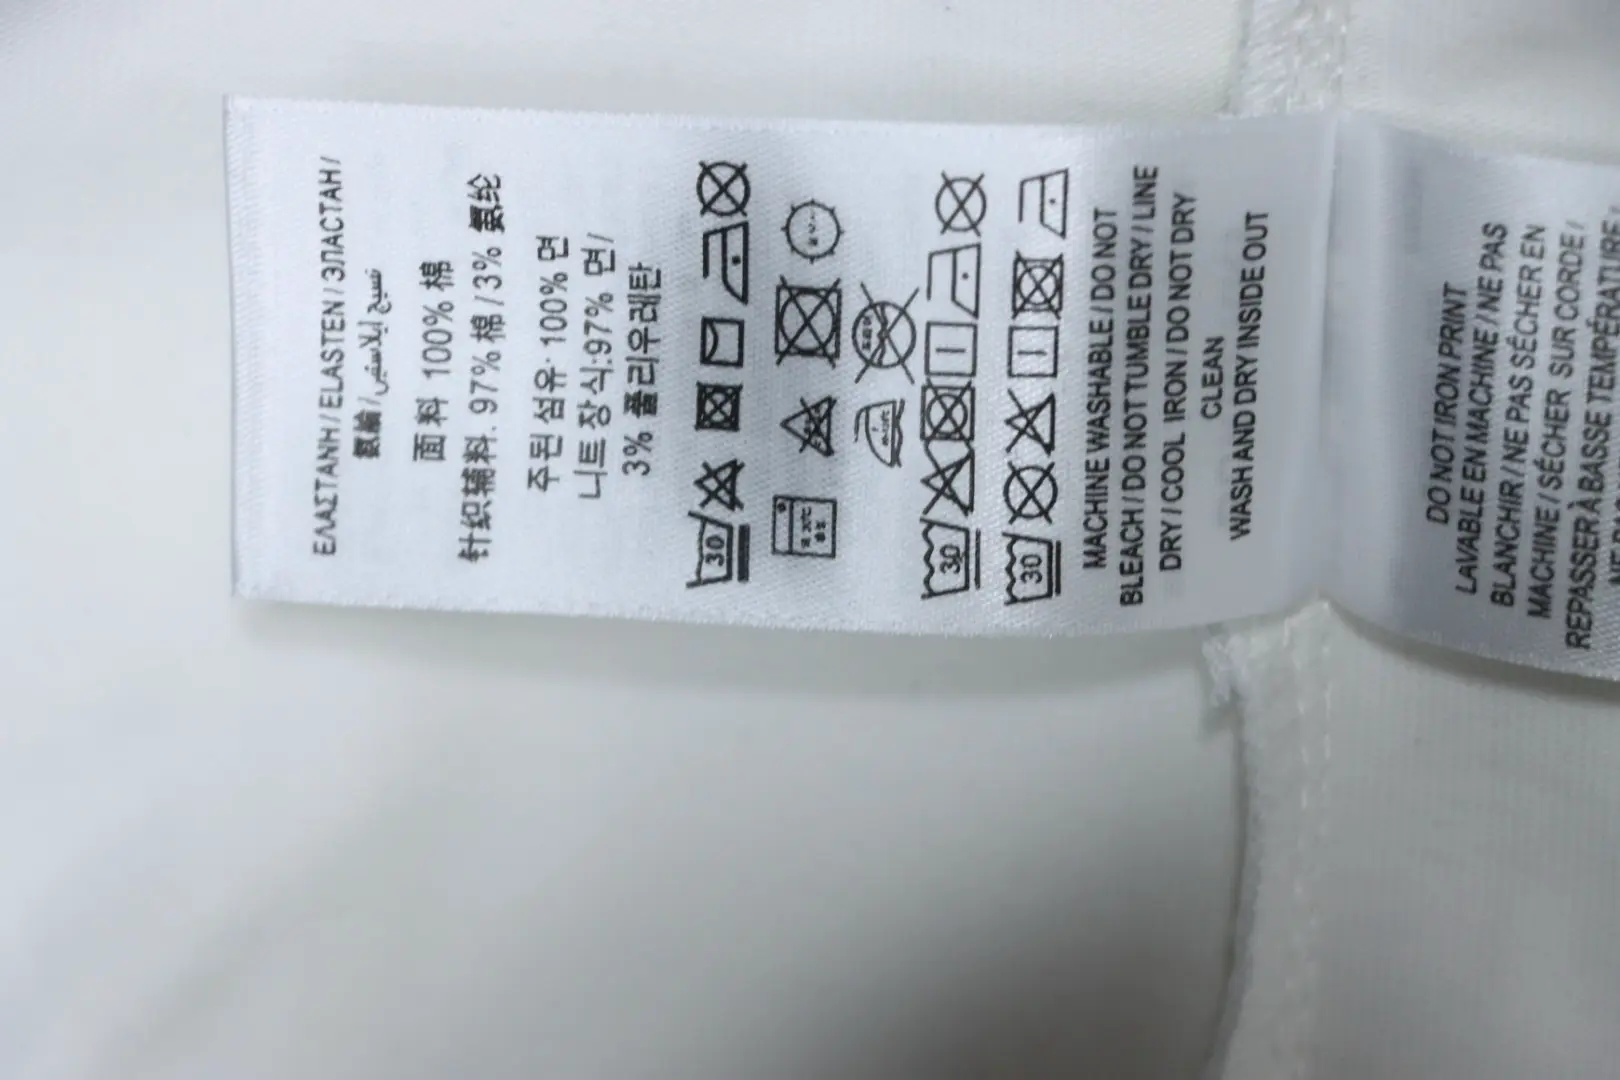 ΕΛΑΣΤΑΝΗ / ELASTEN / ЭЛАСТАН /
氨綸 / نسيج إيلاستين /
面料 100% 棉
针织辅料. 97% 棉 / 3% 氨纶
주된 섬유· 100% 면
니트 장식:97% 면 /
3% 폴리우레탄
30
30
30
MACHINE WASHABLE / DO NOT
BLEACH / DO NOT TUMBLE DRY / LINE
DRY / COOL IRON / DO NOT DRY
CLEAN
WASH AND DRY INSIDE OUT
DO NOT IRON PRINT
LAVABLE EN MACHINE / NE PAS
BLANCHIR / NE PAS SÉCHER EN
MACHINE / SÉCHER SUR CORDE /
REPASSER À BASSE TEMPÉRATURE /